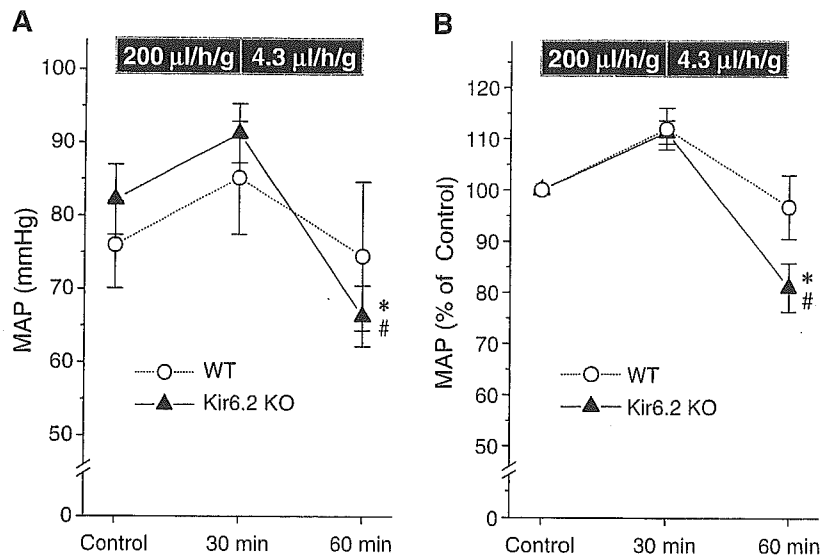 A
200 µl/h/g 4.3 µl/h/g
100
90
80
70
60
50
0
MAP (mmHg)
*
#
WT
Kir6.2 KO
Control 30 min 60 min
B
200 µl/h/g 4.3 µl/h/g
120
110
100
90
80
70
60
50
0
MAP (% of Control)
*
#
WT
Kir6.2 KO
Control 30 min 60 min